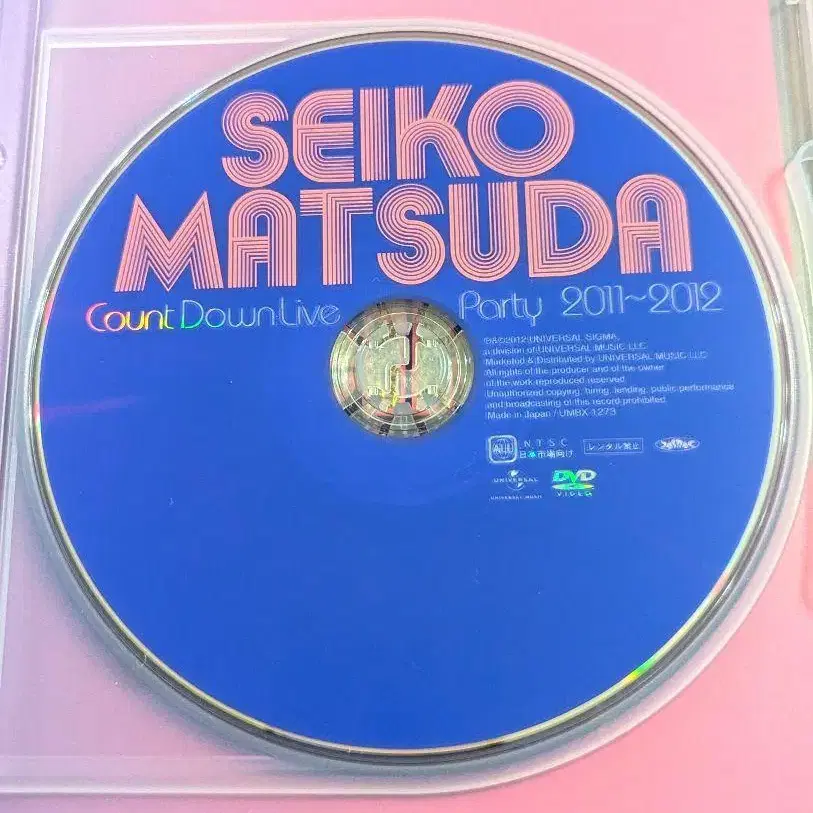 SEIKO
MATSUDA
Count Down Live Party 2011~2012
℗&©2012 UNIVERSAL SIGMA,
a division of UNIVERSAL MUSIC LLC
Marketed & Distributed by UNIVERSAL MUSIC LLC
All rights of the producer and of the owner
of the work reproduced reserved.
Unauthorized copying, hiring, lending, public performance
and broadcasting of this record prohibited.
Made in Japan / UMBX-1273
ALL
NTSC
日本市場向け
レンタル禁止
UNIVERSAL
UNIVERSAL MUSIC
DVD
VIDEO